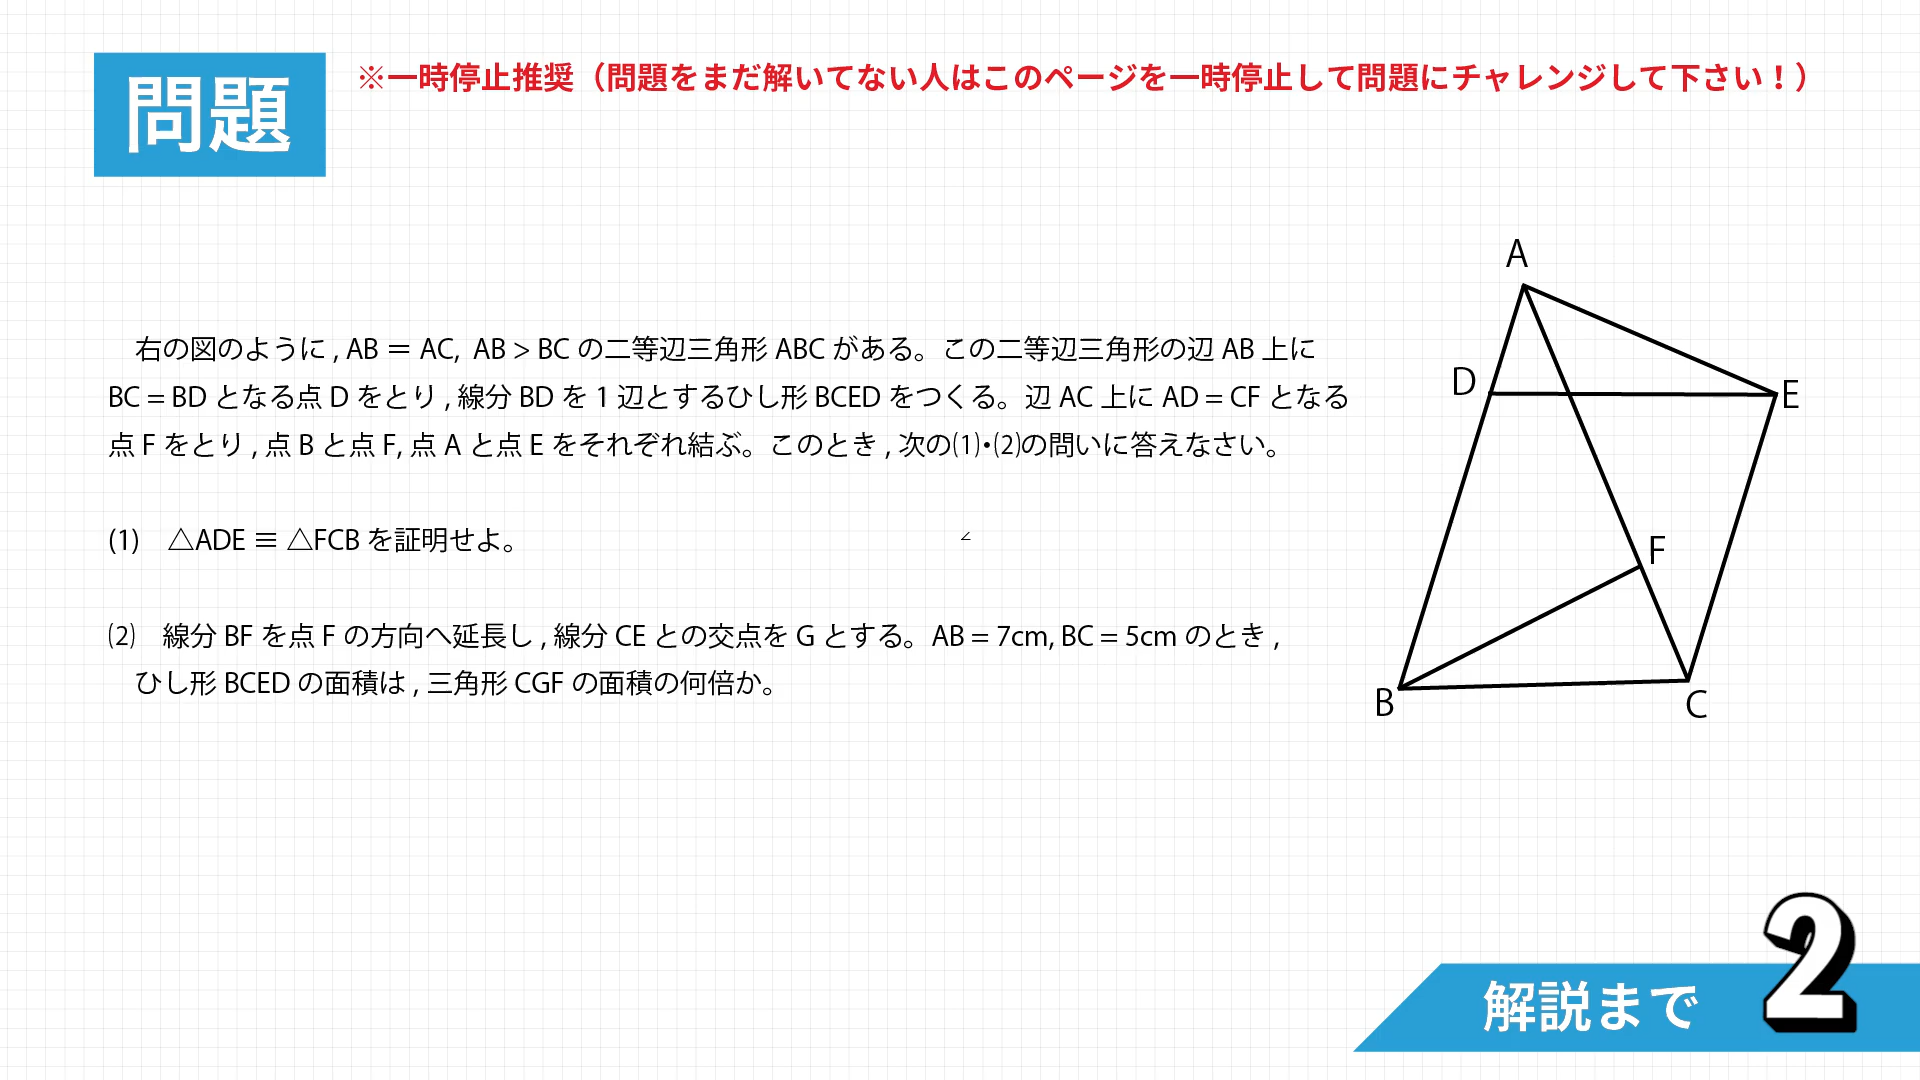 問題
※一時停止推奨（問題をまだ解いてない人はこのページを一時停止して問題にチャレンジして下さい！）
右の図のように , AB ＝ AC,  AB > BC の二等辺三角形 ABC がある。この二等辺三角形の辺 AB 上に
BC = BD となる点 D をとり , 線分 BD を 1 辺とするひし形 BCED をつくる。辺 AC 上に AD = CF となる
点 F をとり , 点 B と点 F, 点 A と点 E をそれぞれ結ぶ。このとき , 次の⑴・⑵の問いに答えなさい。
(1)　△ADE ≡ △FCB を証明せよ。
⑵　線分 BF を点 F の方向へ延長し , 線分 CE との交点を G とする。AB = 7cm, BC = 5cm のとき ,
ひし形 BCED の面積は , 三角形 CGF の面積の何倍か。
A
D
E
F
B
C
解説まで
2